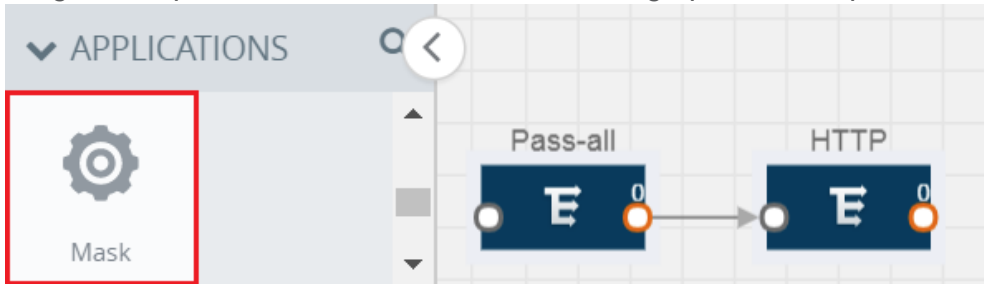 APPLICATIONS
Mask
Pass-all
0
HTTP
0